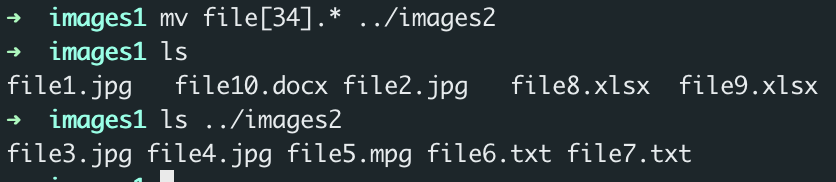 ➜  images1 mv file[34].* ../images2
➜  images1 ls
file1.jpg   file10.docx file2.jpg   file8.xlsx  file9.xlsx
➜  images1 ls ../images2
file3.jpg file4.jpg file5.mpg file6.txt file7.txt
➜  images1